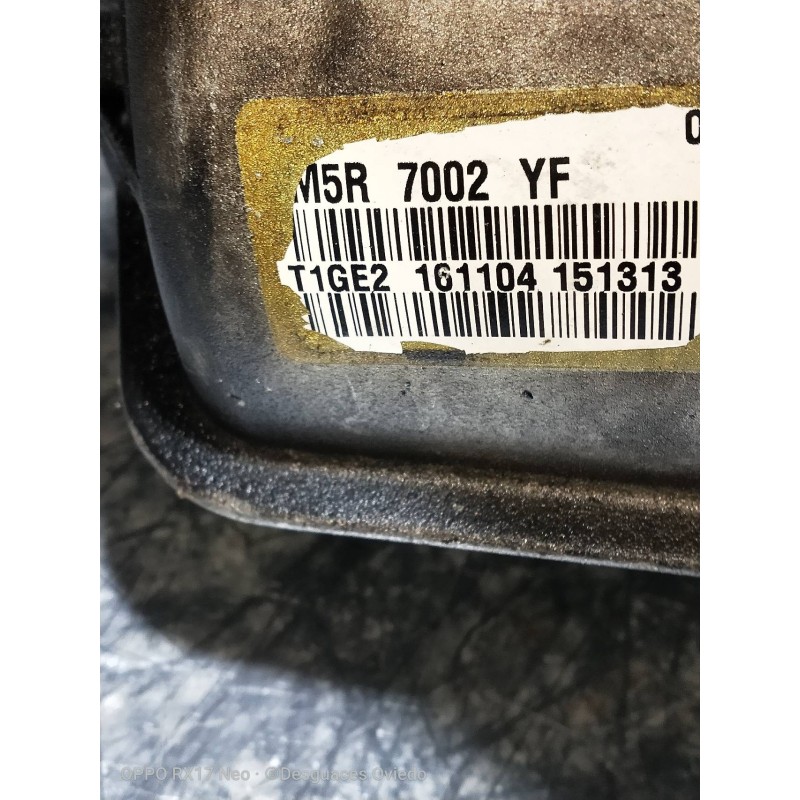 M5R 7002 YF
T1GE2 161104 151313
OPPO RX17 Neo · @Desguaces Oviedo